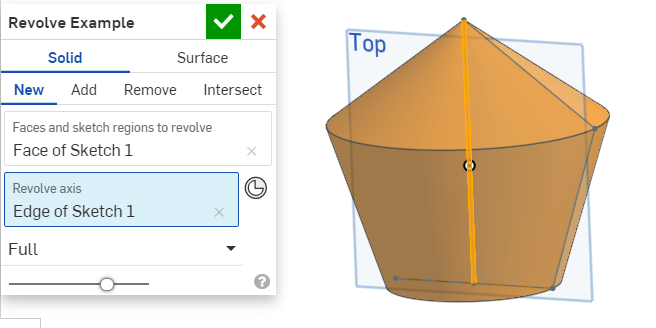 Revolve Example
Solid Surface
New Add Remove Intersect
Faces and sketch regions to revolve
Face of Sketch 1
Revolve axis
Edge of Sketch 1
Full
?
Top